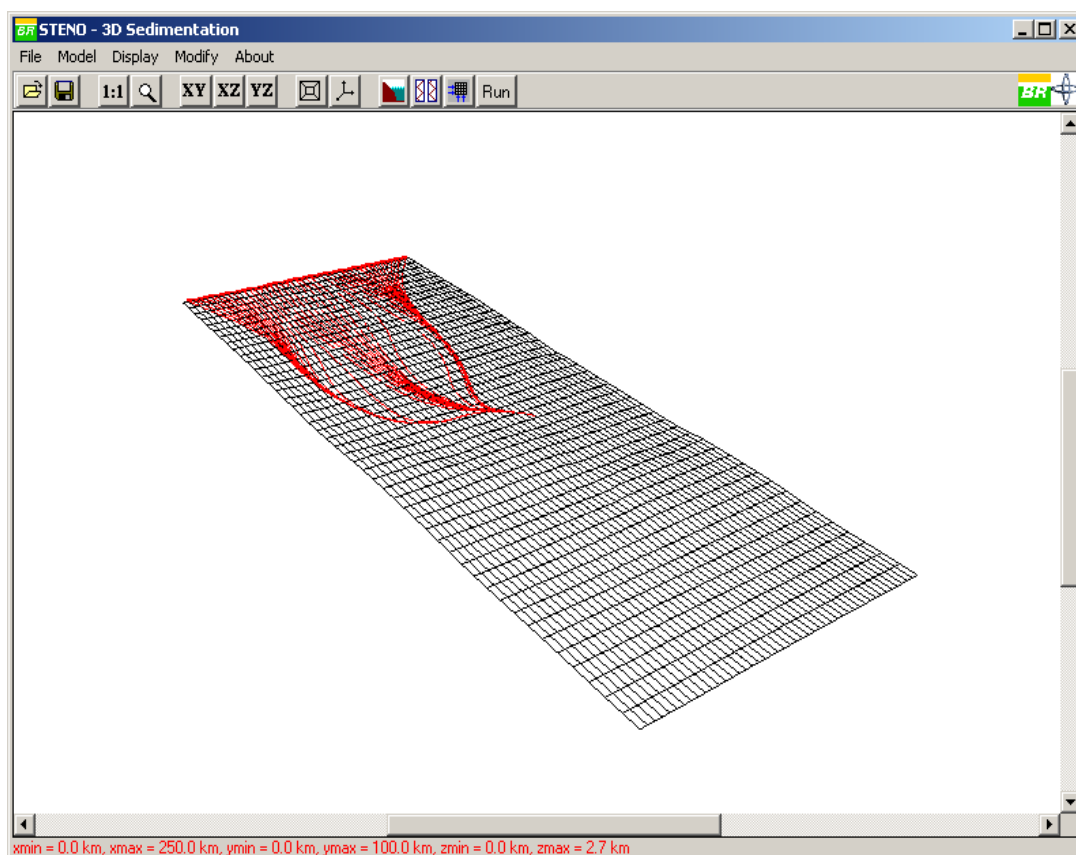 BR STENO - 3D Sedimentation
File Model Display Modify About
1:1 XY XZ YZ Run BR
xmin = 0.0 km, xmax = 250.0 km, ymin = 0.0 km, ymax = 100.0 km, zmin = 0.0 km, zmax = 2.7 km